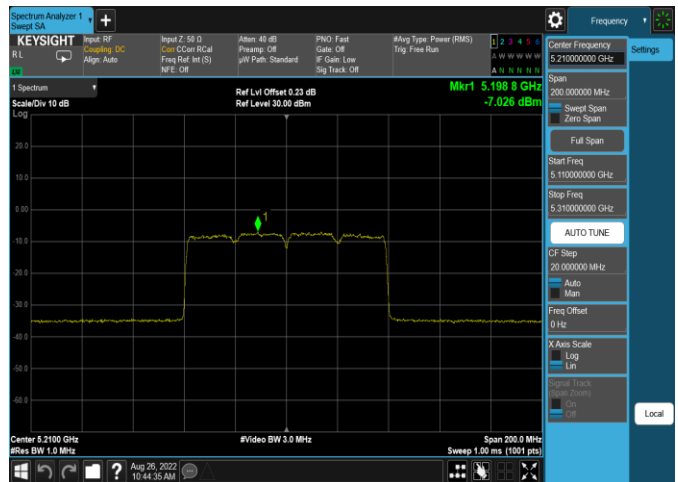 Spectrum Analyzer 1
Swept SA
+
Frequency
KEYSIGHT
R L
Input: RF
Coupling: DC
Align: Auto
Input Z: 50 Ω
Corr CCorr RCal
Freq Ref: Int (S)
NFE: Off
Atten: 40 dB
Preamp: Off
µW Path: Standard
PNO: Fast
Gate: Off
IF Gain: Low
Sig Track: Off
#Avg Type: Power (RMS)
Trig: Free Run
1 2 3 4 5 6
A W W W W W
A N N N N N
1 Spectrum
Scale/Div 10 dB
Log
Ref Lvl Offset 0.23 dB
Ref Level 30.00 dBm
Mkr1 5.198 8 GHz
-7.026 dBm
20.0
10.0
0.00
-10.0
-20.0
-30.0
-40.0
-50.0
-60.0
1
Center 5.2100 GHz
#Res BW 1.0 MHz
#Video BW 3.0 MHz
Span 200.0 MHz
Sweep 1.00 ms (1001 pts)
Aug 26, 2022
10:44:35 AM
?
Center Frequency
5.210000000 GHz
Settings
Span
200.000000 MHz
Swept Span
Zero Span
Full Span
Start Freq
5.110000000 GHz
Stop Freq
5.310000000 GHz
AUTO TUNE
CF Step
20.000000 MHz
Auto
Man
Freq Offset
0 Hz
X Axis Scale
Log
Lin
Signal Track
(Span Zoom)
On
Off
Local